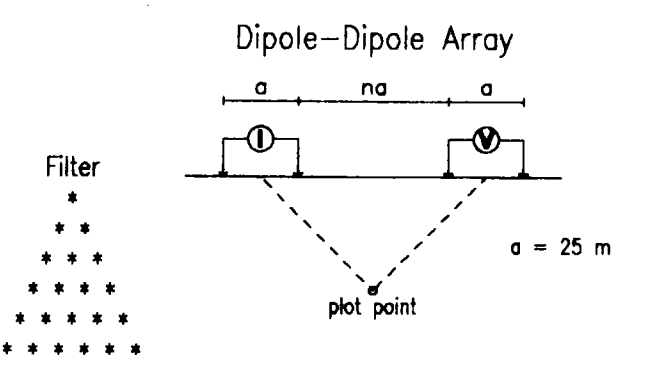 Dipole–Dipole Array
a na a
I V
Filter
*
* *
* * *
* * * *
* * * * *
* * * * * *
a = 25 m
plot point